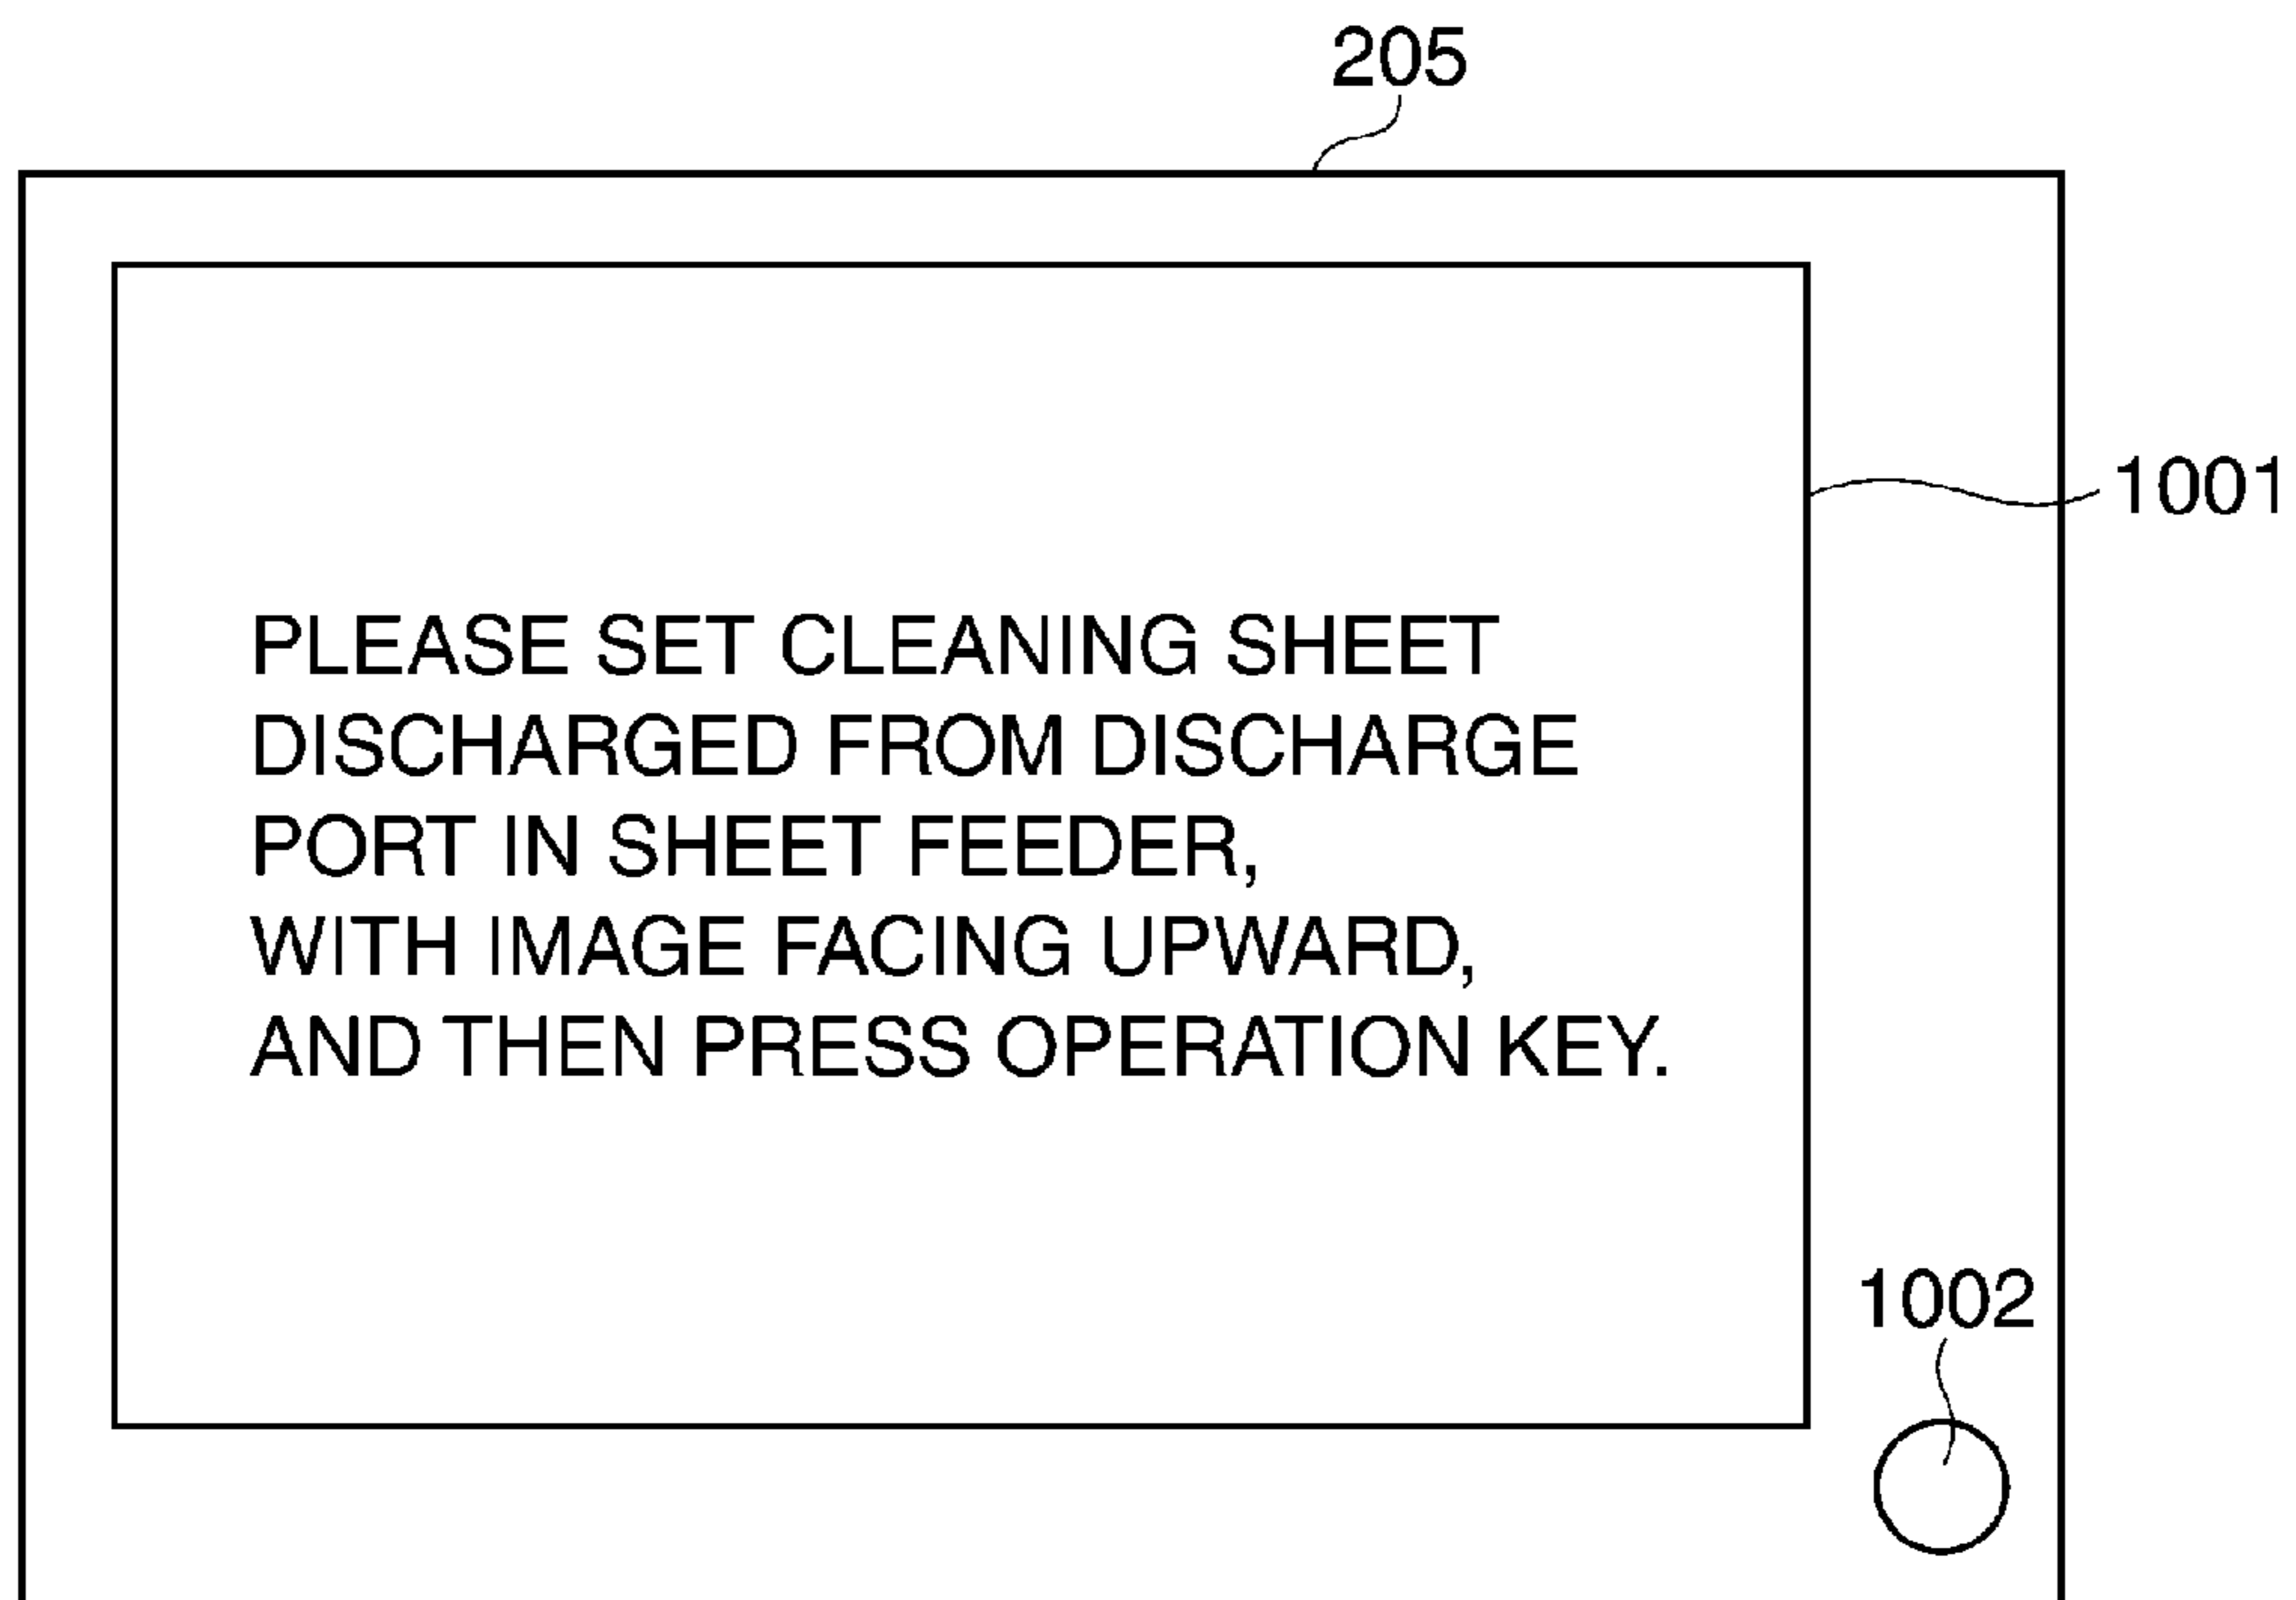 205
1001
PLEASE SET CLEANING SHEET
DISCHARGED FROM DISCHARGE
PORT IN SHEET FEEDER,
WITH IMAGE FACING UPWARD,
AND THEN PRESS OPERATION KEY.
1002